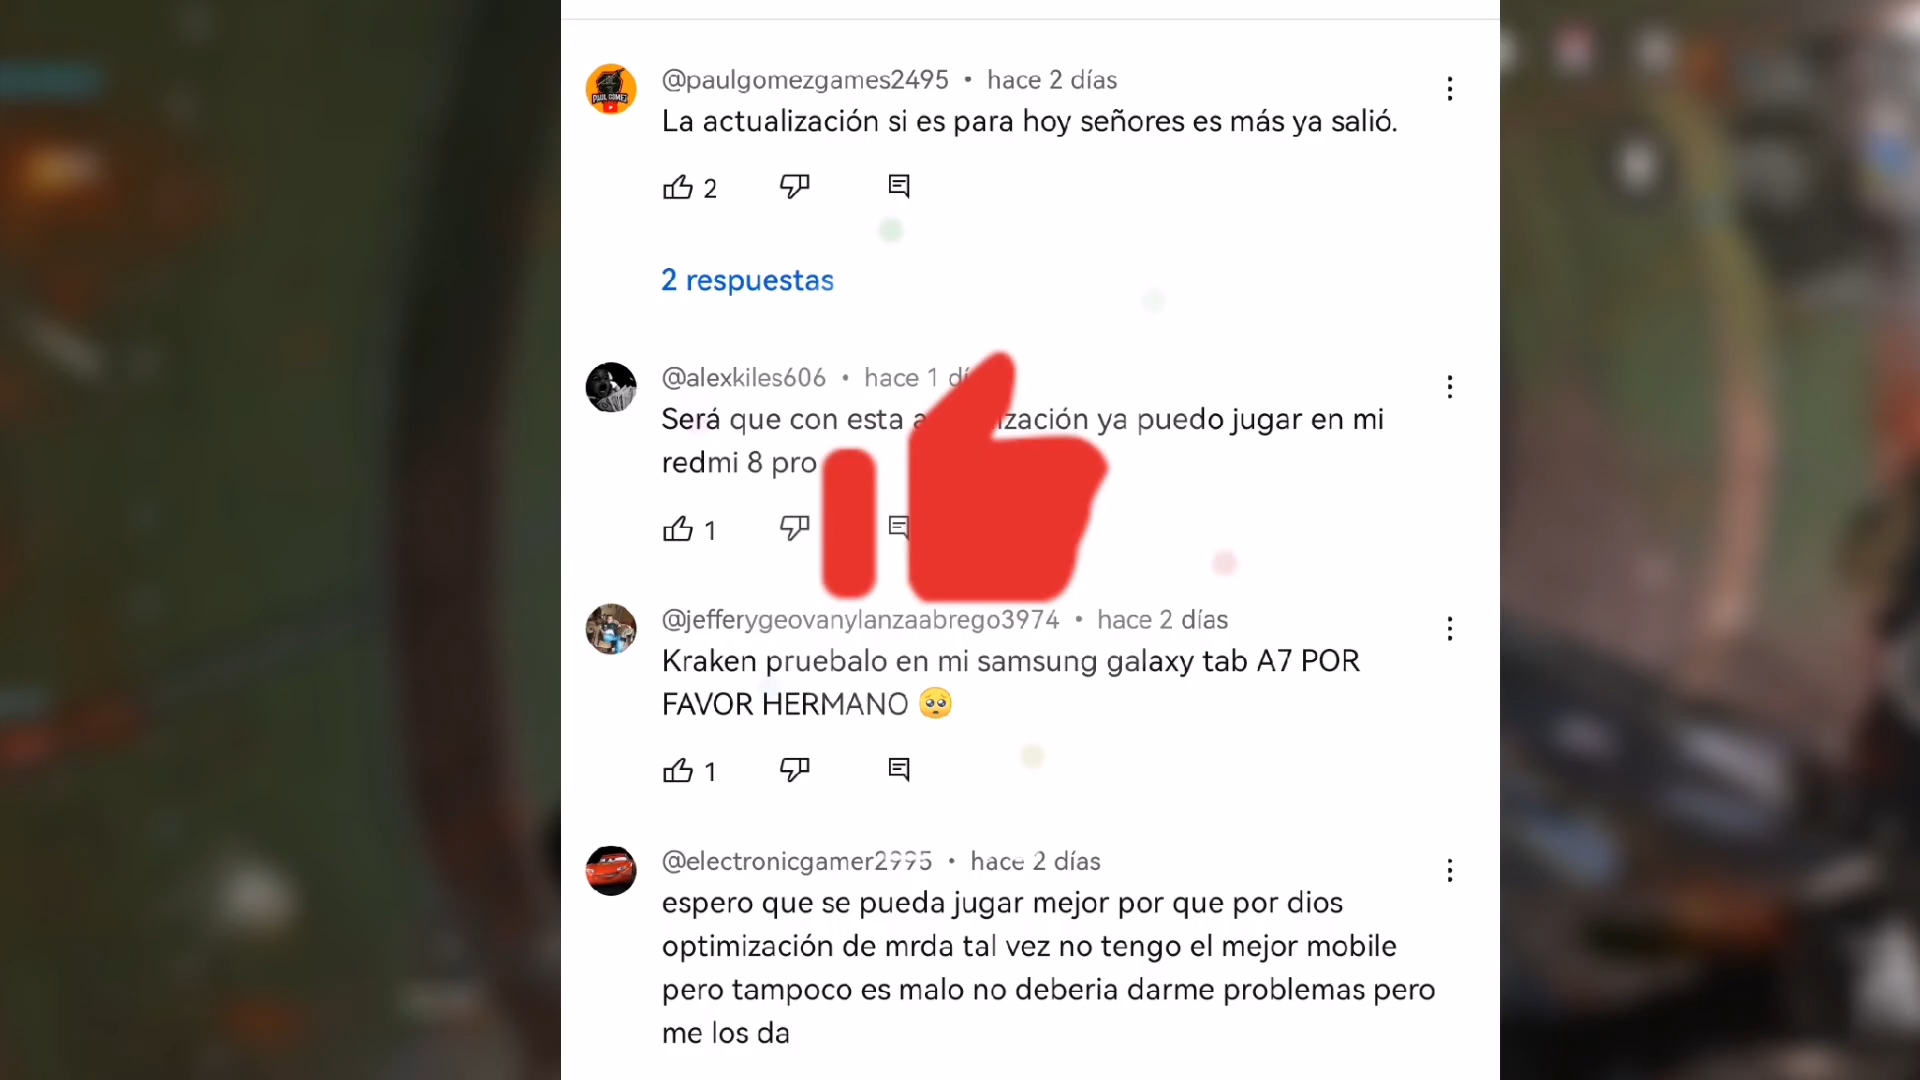 @paulgomezgames2495 • hace 2 días
La actualización si es para hoy señores es más ya salió.
2
2 respuestas
@alexkiles606 • hace 1
Será que con esta ización ya puedo jugar en mi
redmi 8 pro
1
@jefferygeovanylanzaabrego3974 • hace 2 días
Kraken pruebalo en mi samsung galaxy tab A7 POR
FAVOR HERMANO 🥺
1
@electronicgamer2995 • hace 2 días
espero que se pueda jugar mejor por que por dios
optimización de mrda tal vez no tengo el mejor mobile
pero tampoco es malo no deberia darme problemas pero
me los da